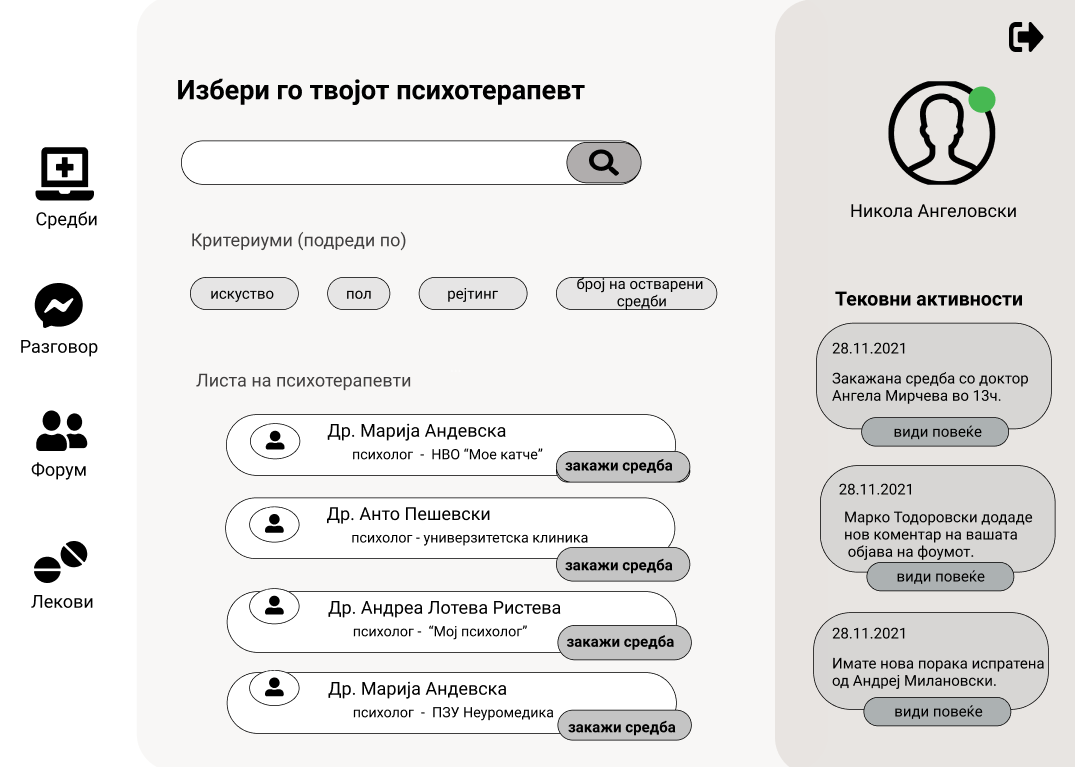 Средби
Разговор
Форум
Лекови
Избери го твојот психотерапевт
Критериуми (подреди по)
искуство
пол
рејтинг
број на остварени
средби
Листа на психотерапевти
Др. Марија Андевска
психолог - НВО “Мое катче”
закажи средба
Др. Анто Пешевски
психолог - универзитетска клиника
закажи средба
Др. Андреа Лотева Ристева
психолог - “Мој психолог”
закажи средба
Др. Марија Андевска
психолог - ПЗУ Неуромедика
закажи средба
Никола Ангеловски
Тековни активности
28.11.2021
Закажана средба со доктор
Ангела Мирчева во 13ч.
види повеќе
28.11.2021
Марко Тодоровски додаде
нов коментар на вашата
објава на фоумот.
види повеќе
28.11.2021
Имате нова порака испратена
од Андреј Милановски.
види повеќе